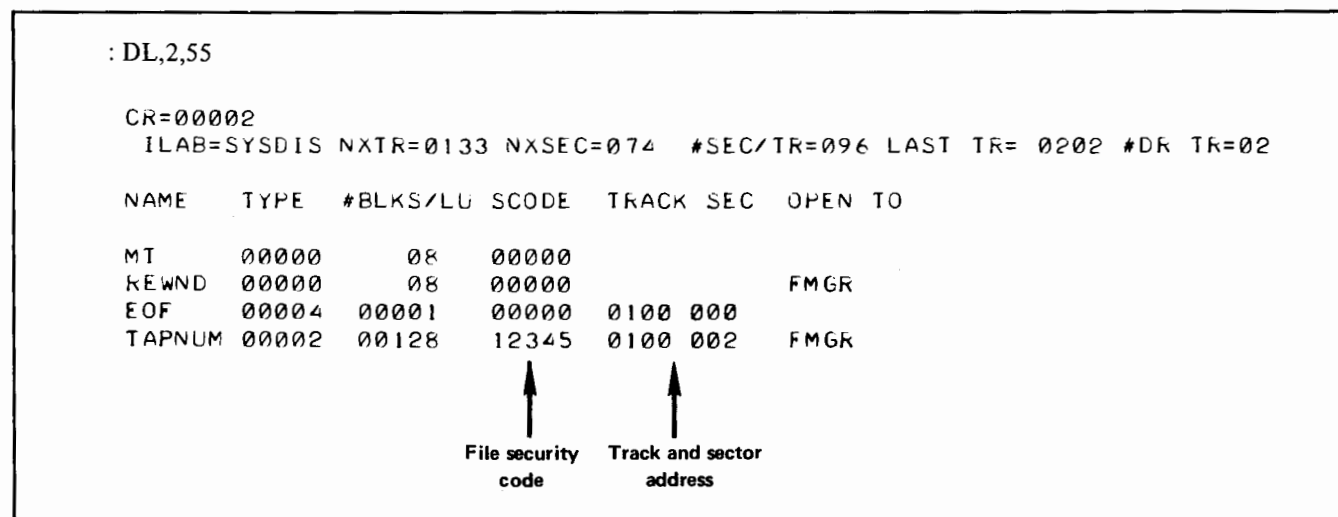 : DL,2,55
CR=00002
ILAB=SYSDIS NXTR=0133 NXSEC=074 #SEC/TR=096 LAST TR= 0202 #DR TR=02
NAME TYPE #BLKS/LU SCODE TRACK SEC OPEN TO
MT 00000 08 00000
REWND 00000 08 00000 FMGR
EOF 00004 00001 00000 0100 000
TAPNUM 00002 00128 12345 0100 002 FMGR
File security Track and sector
code address